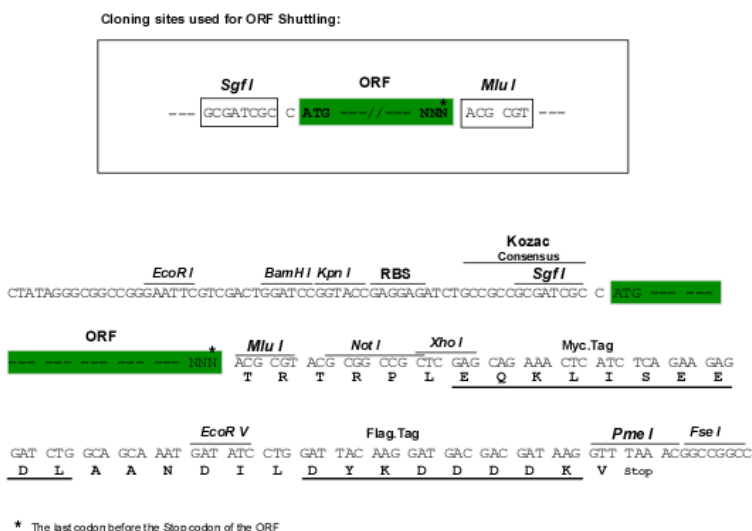 Cloning sites used for ORF Shuttling:
Sgf I ORF Mlu I
--- GCGATCGC C ATG ---//--- NNN* ACG CGT ---
Kozac
Consensus
EcoR I BamH I Kpn I RBS Sgf I
CTATAGGGCGGCCGGGAATTCGTCGACTGGATCCGGTACCGAGGAGATCTGCCGCCGCGATCGC C ATG --- ---
ORF Mlu I Not I Xho I Myc.Tag
--- --- --- --- --- --- NNN* ACG CGT ACG CGG CCG CTC GAG CAG AAA CTC ATC TCA GAA GAG
T R T R P L E Q K L I S E E
EcoR V Flag.Tag Pme I Fse I
GAT CTG GCA GCA AAT GAT ATC CTG GAT TAC AAG GAT GAC GAC GAT AAG GTT TAA ACGGCCGGCC
D L A A N D I L D Y K D D D D K V Stop
* The last codon before the Stop codon of the ORF